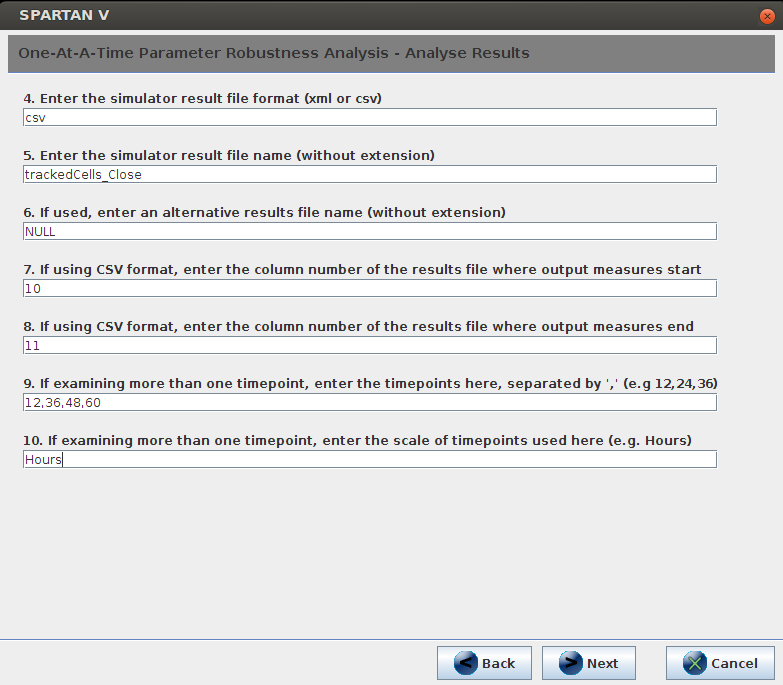 SPARTAN V
One-At-A-Time Parameter Robustness Analysis - Analyse Results
4. Enter the simulator result file format (xml or csv)
csv
5. Enter the simulator result file name (without extension)
trackedCells_Close
6. If used, enter an alternative results file name (without extension)
NULL
7. If using CSV format, enter the column number of the results file where output measures start
10
8. If using CSV format, enter the column number of the results file where output measures end
11
9. If examining more than one timepoint, enter the timepoints here, separated by ',' (e.g 12,24,36)
12,36,48,60
10. If examining more than one timepoint, enter the scale of timepoints used here (e.g. Hours)
Hours
Back Next Cancel